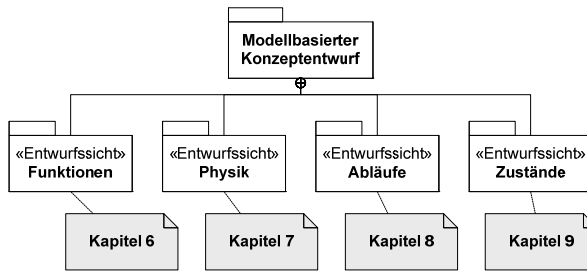 Modellbasierter
Konzeptentwurf
«Entwurfssicht»
Funktionen
«Entwurfssicht»
Physik
«Entwurfssicht»
Abläufe
«Entwurfssicht»
Zustände
Kapitel 6
Kapitel 7
Kapitel 8
Kapitel 9